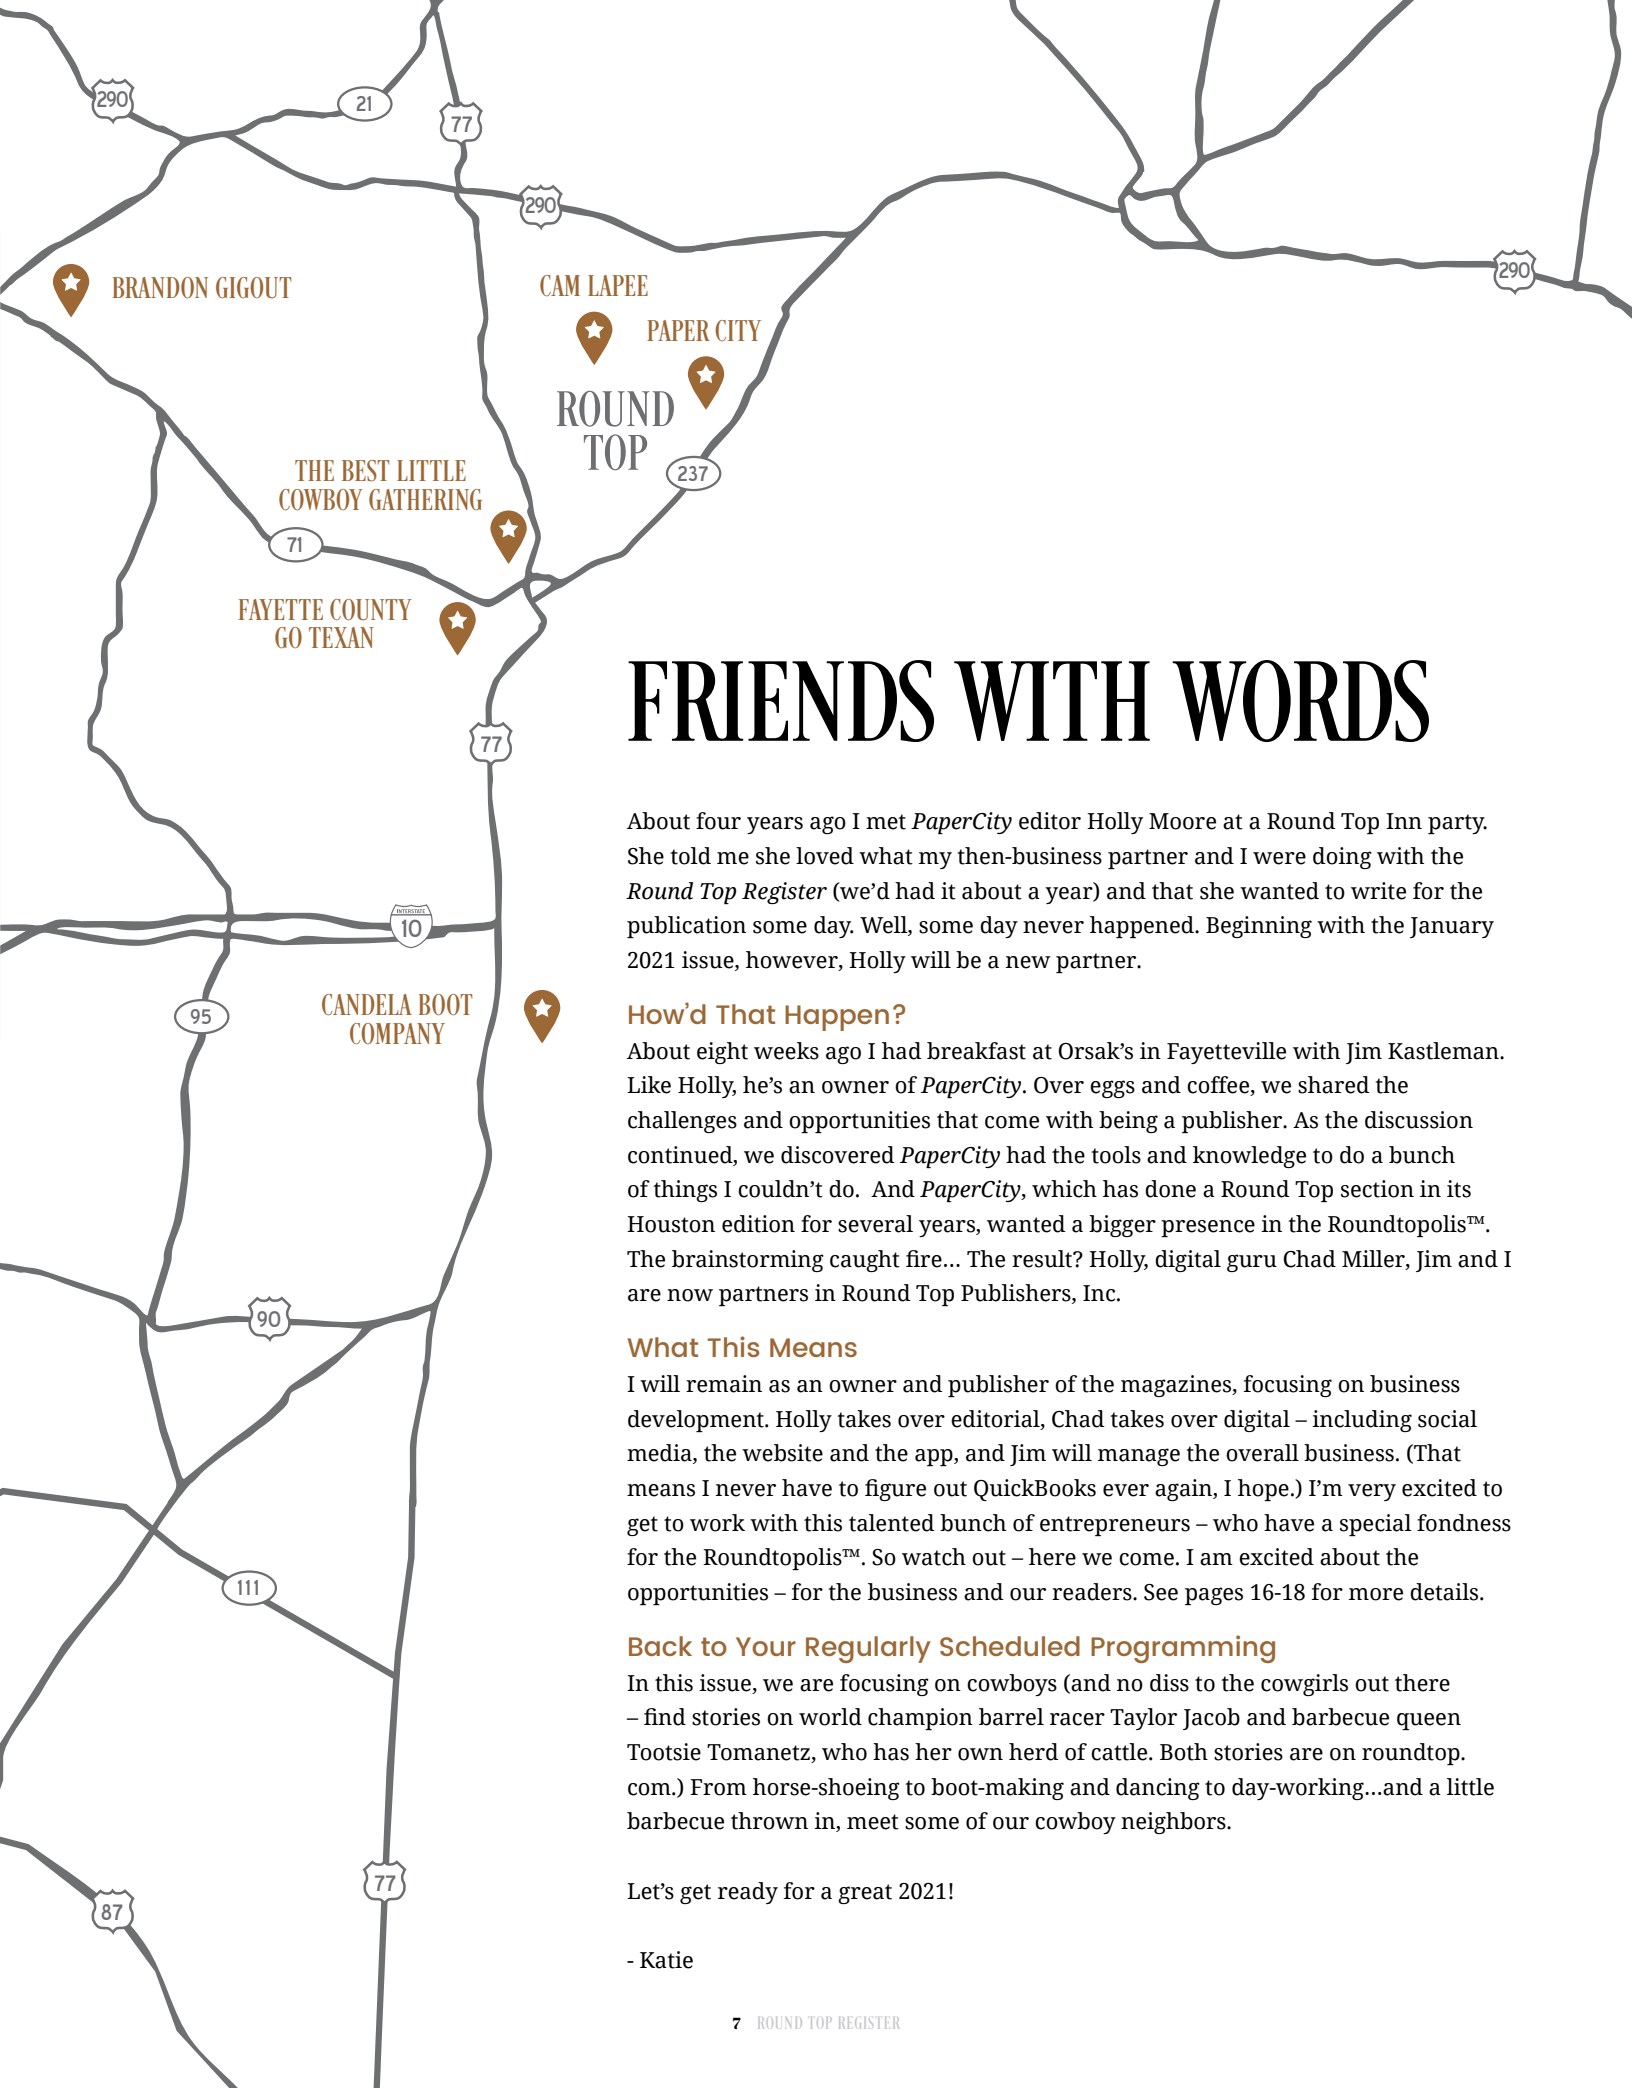 290
21
77
290
290
BRANDON GIGOUT
CAM LAPEE
PAPER CITY
ROUND
TOP
237
THE BEST LITTLE
COWBOY GATHERING
71
FAYETTE COUNTY
GO TEXAN
77
INTERSTATE
10
95
CANDELA BOOT
COMPANY
90
111
77
87
FRIENDS WITH WORDS
About four years ago I met PaperCity editor Holly Moore at a Round Top Inn party.
She told me she loved what my then-business partner and I were doing with the
Round Top Register (we’d had it about a year) and that she wanted to write for the
publication some day. Well, some day never happened. Beginning with the January
2021 issue, however, Holly will be a new partner.
How’d That Happen?
About eight weeks ago I had breakfast at Orsak’s in Fayetteville with Jim Kastleman.
Like Holly, he’s an owner of PaperCity. Over eggs and coffee, we shared the
challenges and opportunities that come with being a publisher. As the discussion
continued, we discovered PaperCity had the tools and knowledge to do a bunch
of things I couldn’t do.  And PaperCity, which has done a Round Top section in its
Houston edition for several years, wanted a bigger presence in the Roundtopolis™.
The brainstorming caught fire… The result? Holly, digital guru Chad Miller, Jim and I
are now partners in Round Top Publishers, Inc.
What This Means
I will remain as an owner and publisher of the magazines, focusing on business
development. Holly takes over editorial, Chad takes over digital – including social
media, the website and the app, and Jim will manage the overall business. (That
means I never have to figure out QuickBooks ever again, I hope.) I’m very excited to
get to work with this talented bunch of entrepreneurs – who have a special fondness
for the Roundtopolis™. So watch out – here we come. I am excited about the
opportunities – for the business and our readers. See pages 16-18 for more details.
Back to Your Regularly Scheduled Programming
In this issue, we are focusing on cowboys (and no diss to the cowgirls out there
– find stories on world champion barrel racer Taylor Jacob and barbecue queen
Tootsie Tomanetz, who has her own herd of cattle. Both stories are on roundtop.
com.) From horse-shoeing to boot-making and dancing to day-working…and a little
barbecue thrown in, meet some of our cowboy neighbors.
Let’s get ready for a great 2021!
- Katie
7 ROUND TOP REGISTER